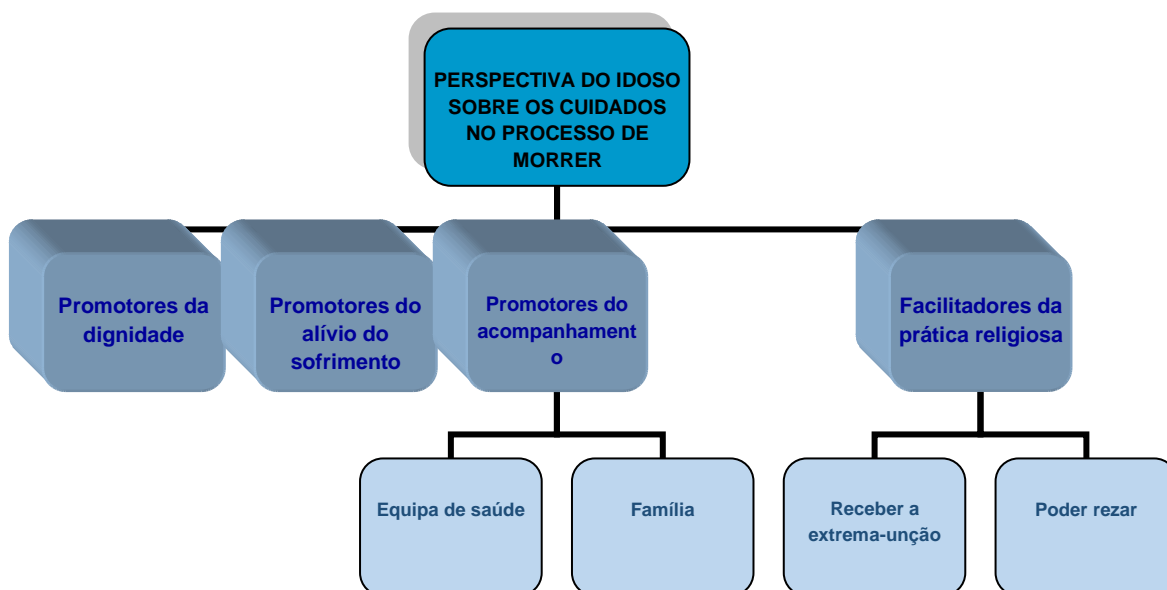 PERSPECTIVA DO IDOSO
SOBRE OS CUIDADOS
NO PROCESSO DE
MORRER
Promotores da
dignidade
Promotores do
alívio do
sofrimento
Promotores do
acompanhament
o
Facilitadores da
prática religiosa
Equipa de saúde
Família
Receber a
extrema-unção
Poder rezar